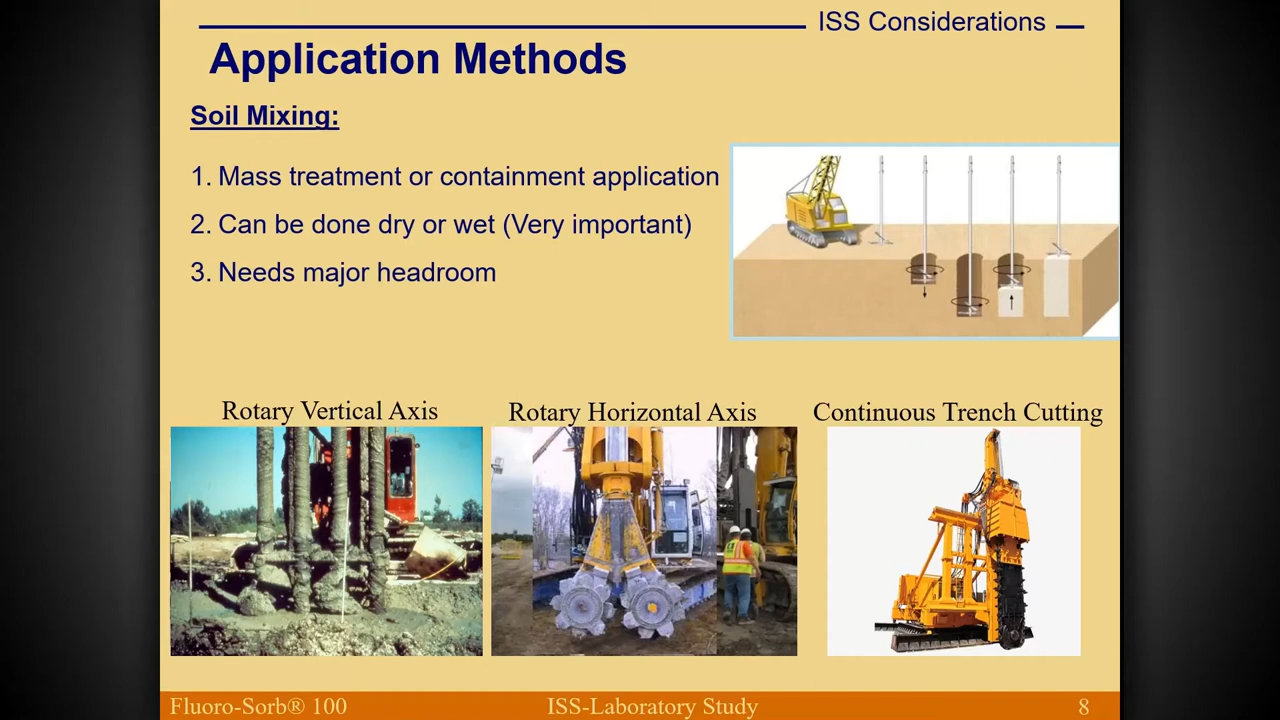 ISS Considerations
Application Methods
Soil Mixing:
1. Mass treatment or containment application
2. Can be done dry or wet (Very important)
3. Needs major headroom
Rotary Vertical Axis
Rotary Horizontal Axis
Continuous Trench Cutting
Fluoro-Sorb® 100
ISS-Laboratory Study
8